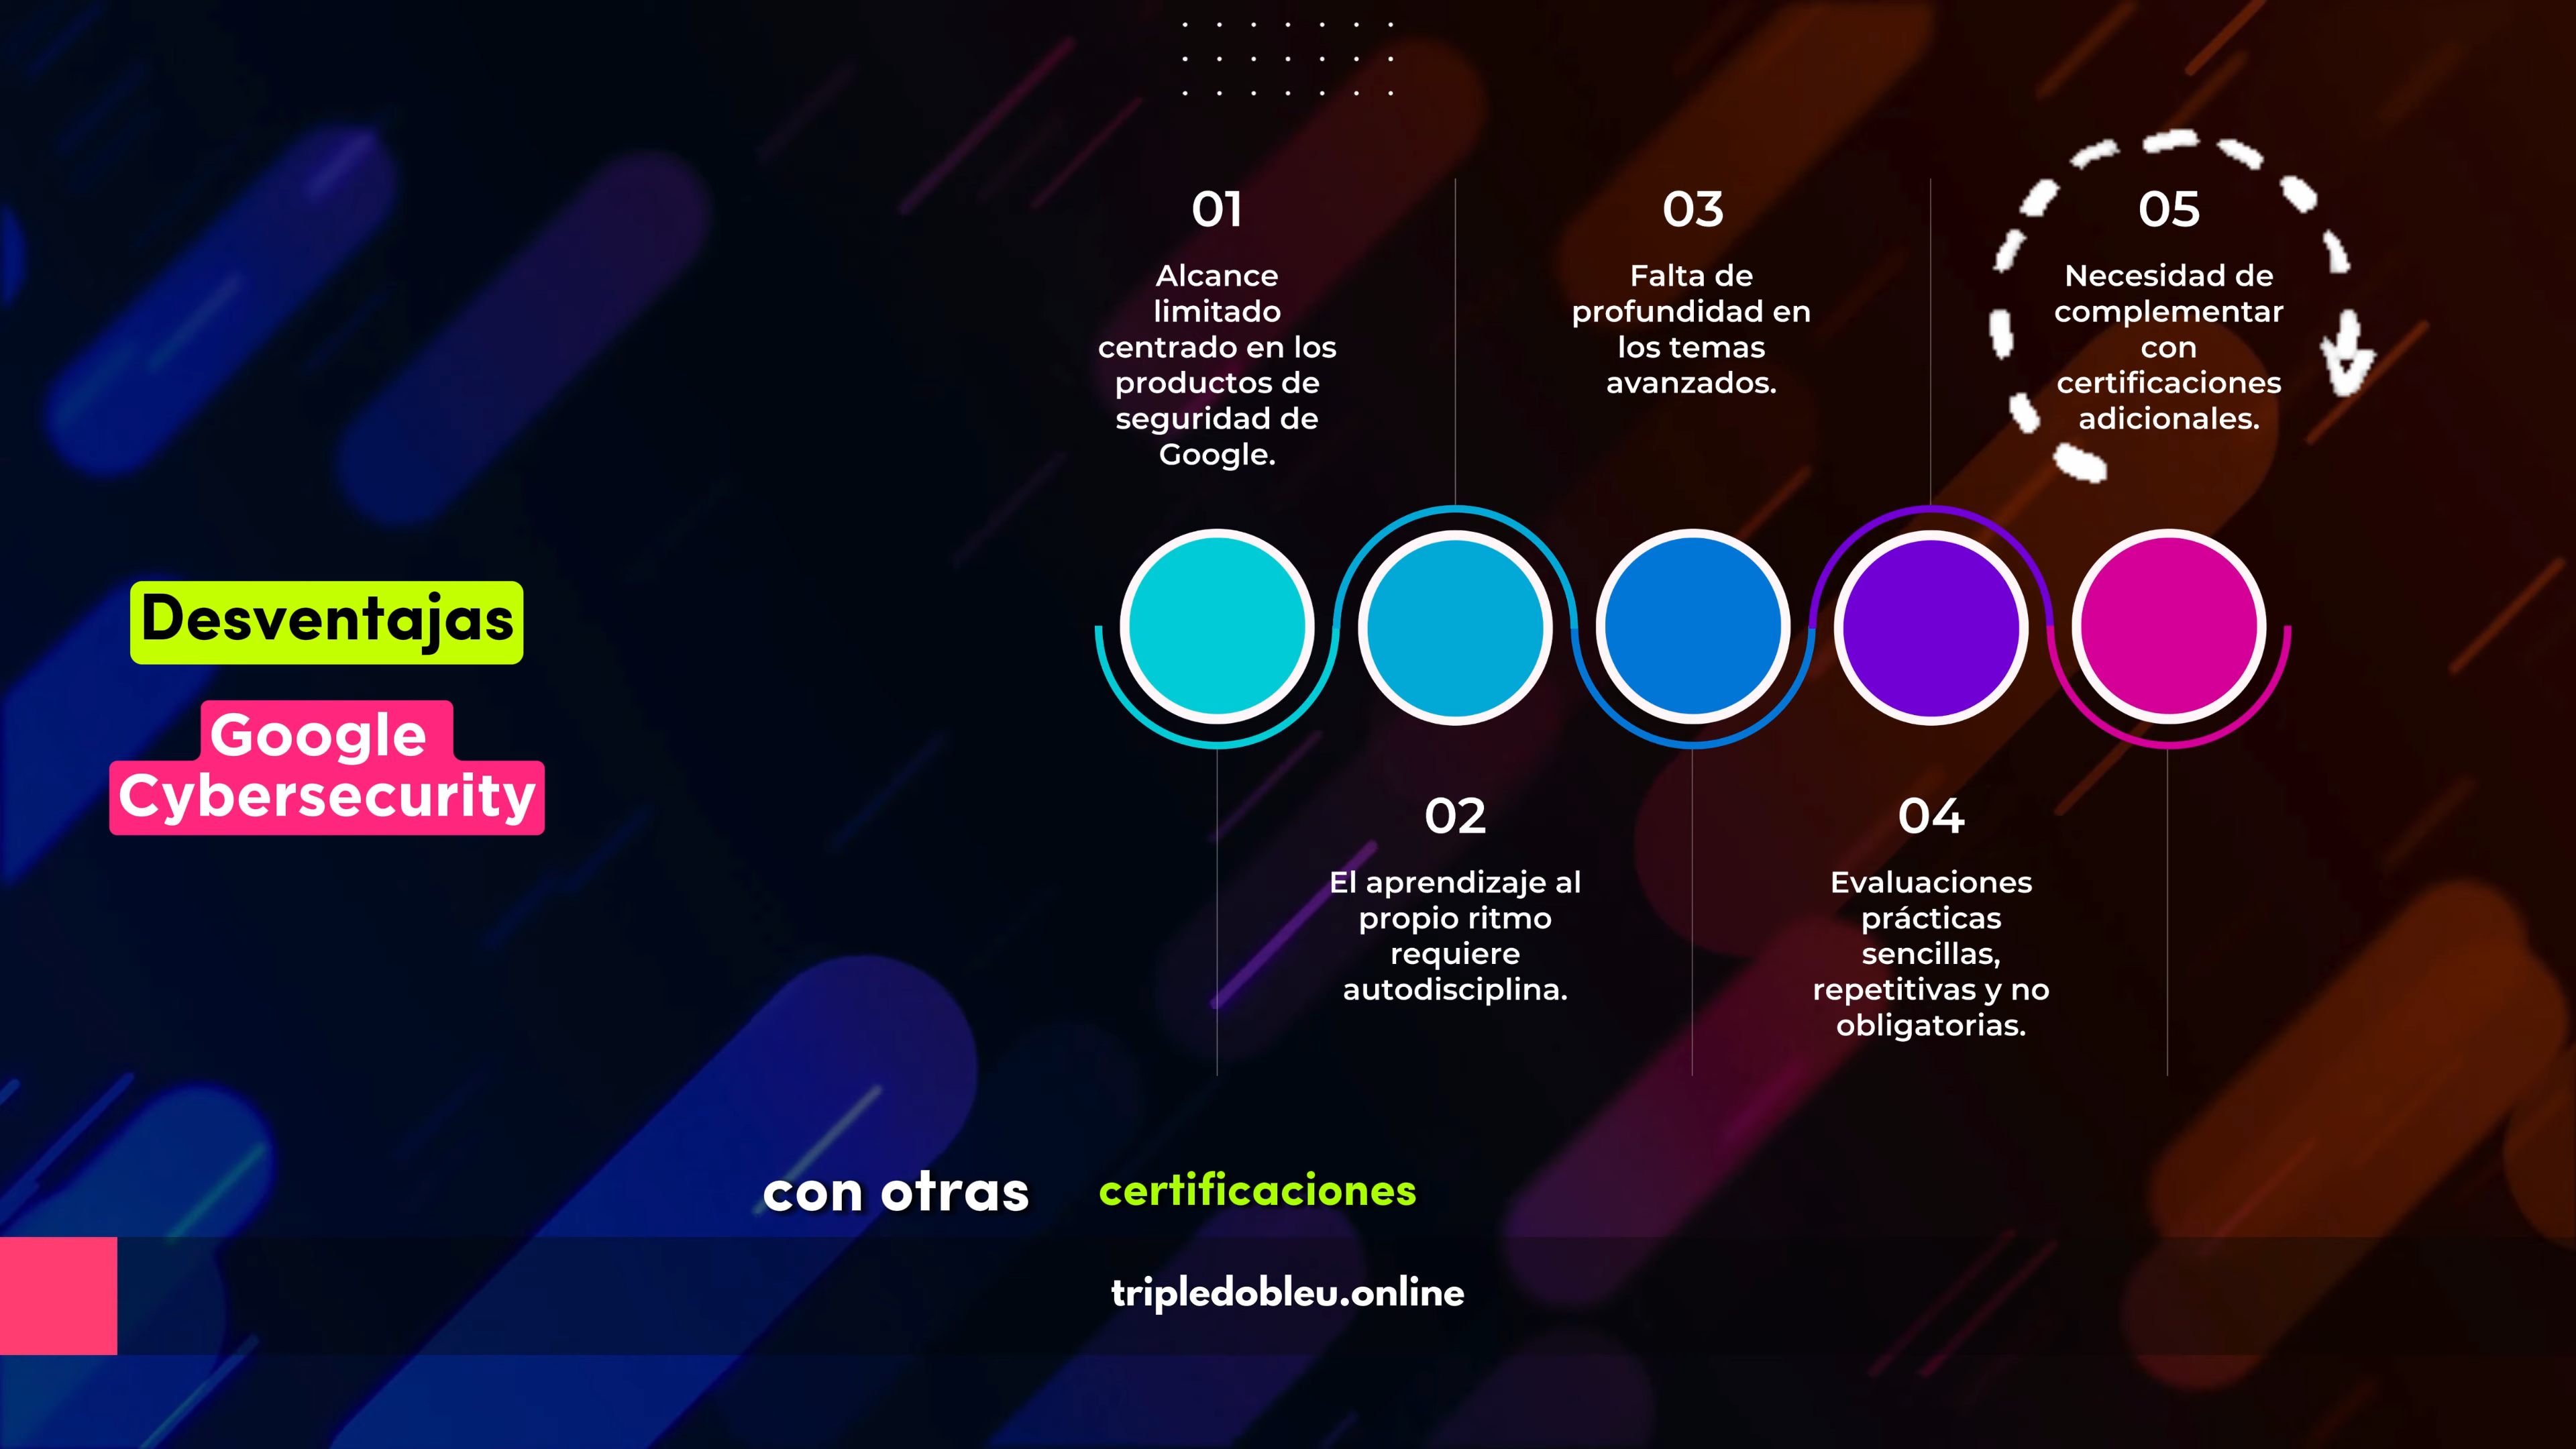 Desventajas
Google
Cybersecurity
01
Alcance
limitado
centrado en los
productos de
seguridad de
Google.
02
El aprendizaje al
propio ritmo
requiere
autodisciplina.
03
Falta de
profundidad en
los temas
avanzados.
04
Evaluaciones
prácticas
sencillas,
repetitivas y no
obligatorias.
05
Necesidad de
complementar
con
certificaciones
adicionales.
con otras certificaciones
tripledobleu.online